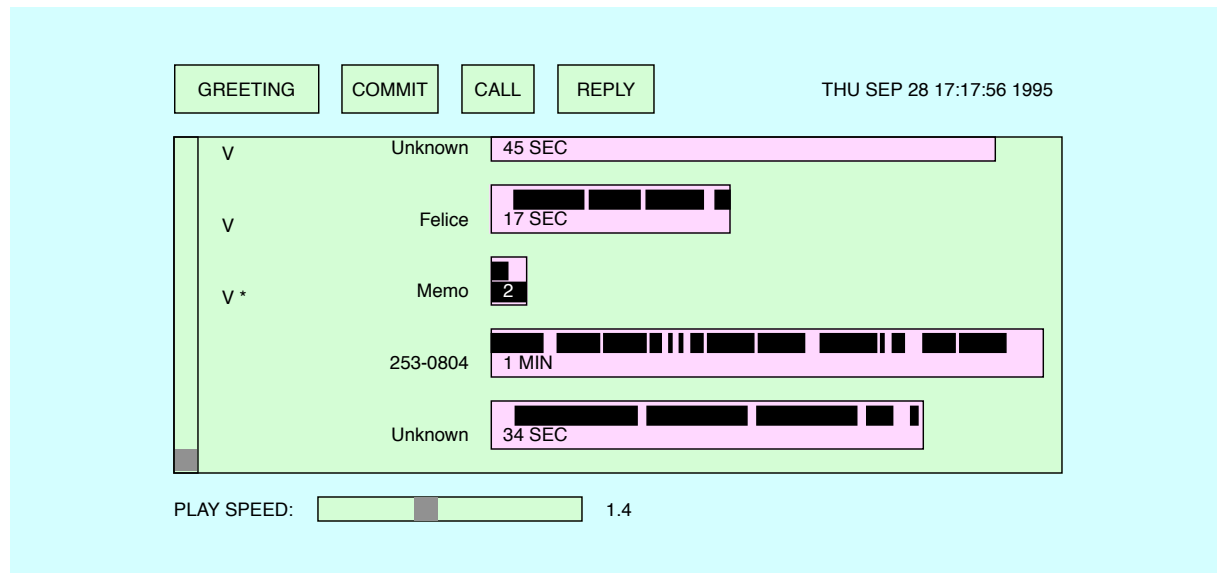 GREETING COMMIT CALL REPLY THU SEP 28 17:17:56 1995
V Unknown 45 SEC
V Felice 17 SEC
V * Memo 2
253-0804 1 MIN
Unknown 34 SEC
PLAY SPEED: 1.4